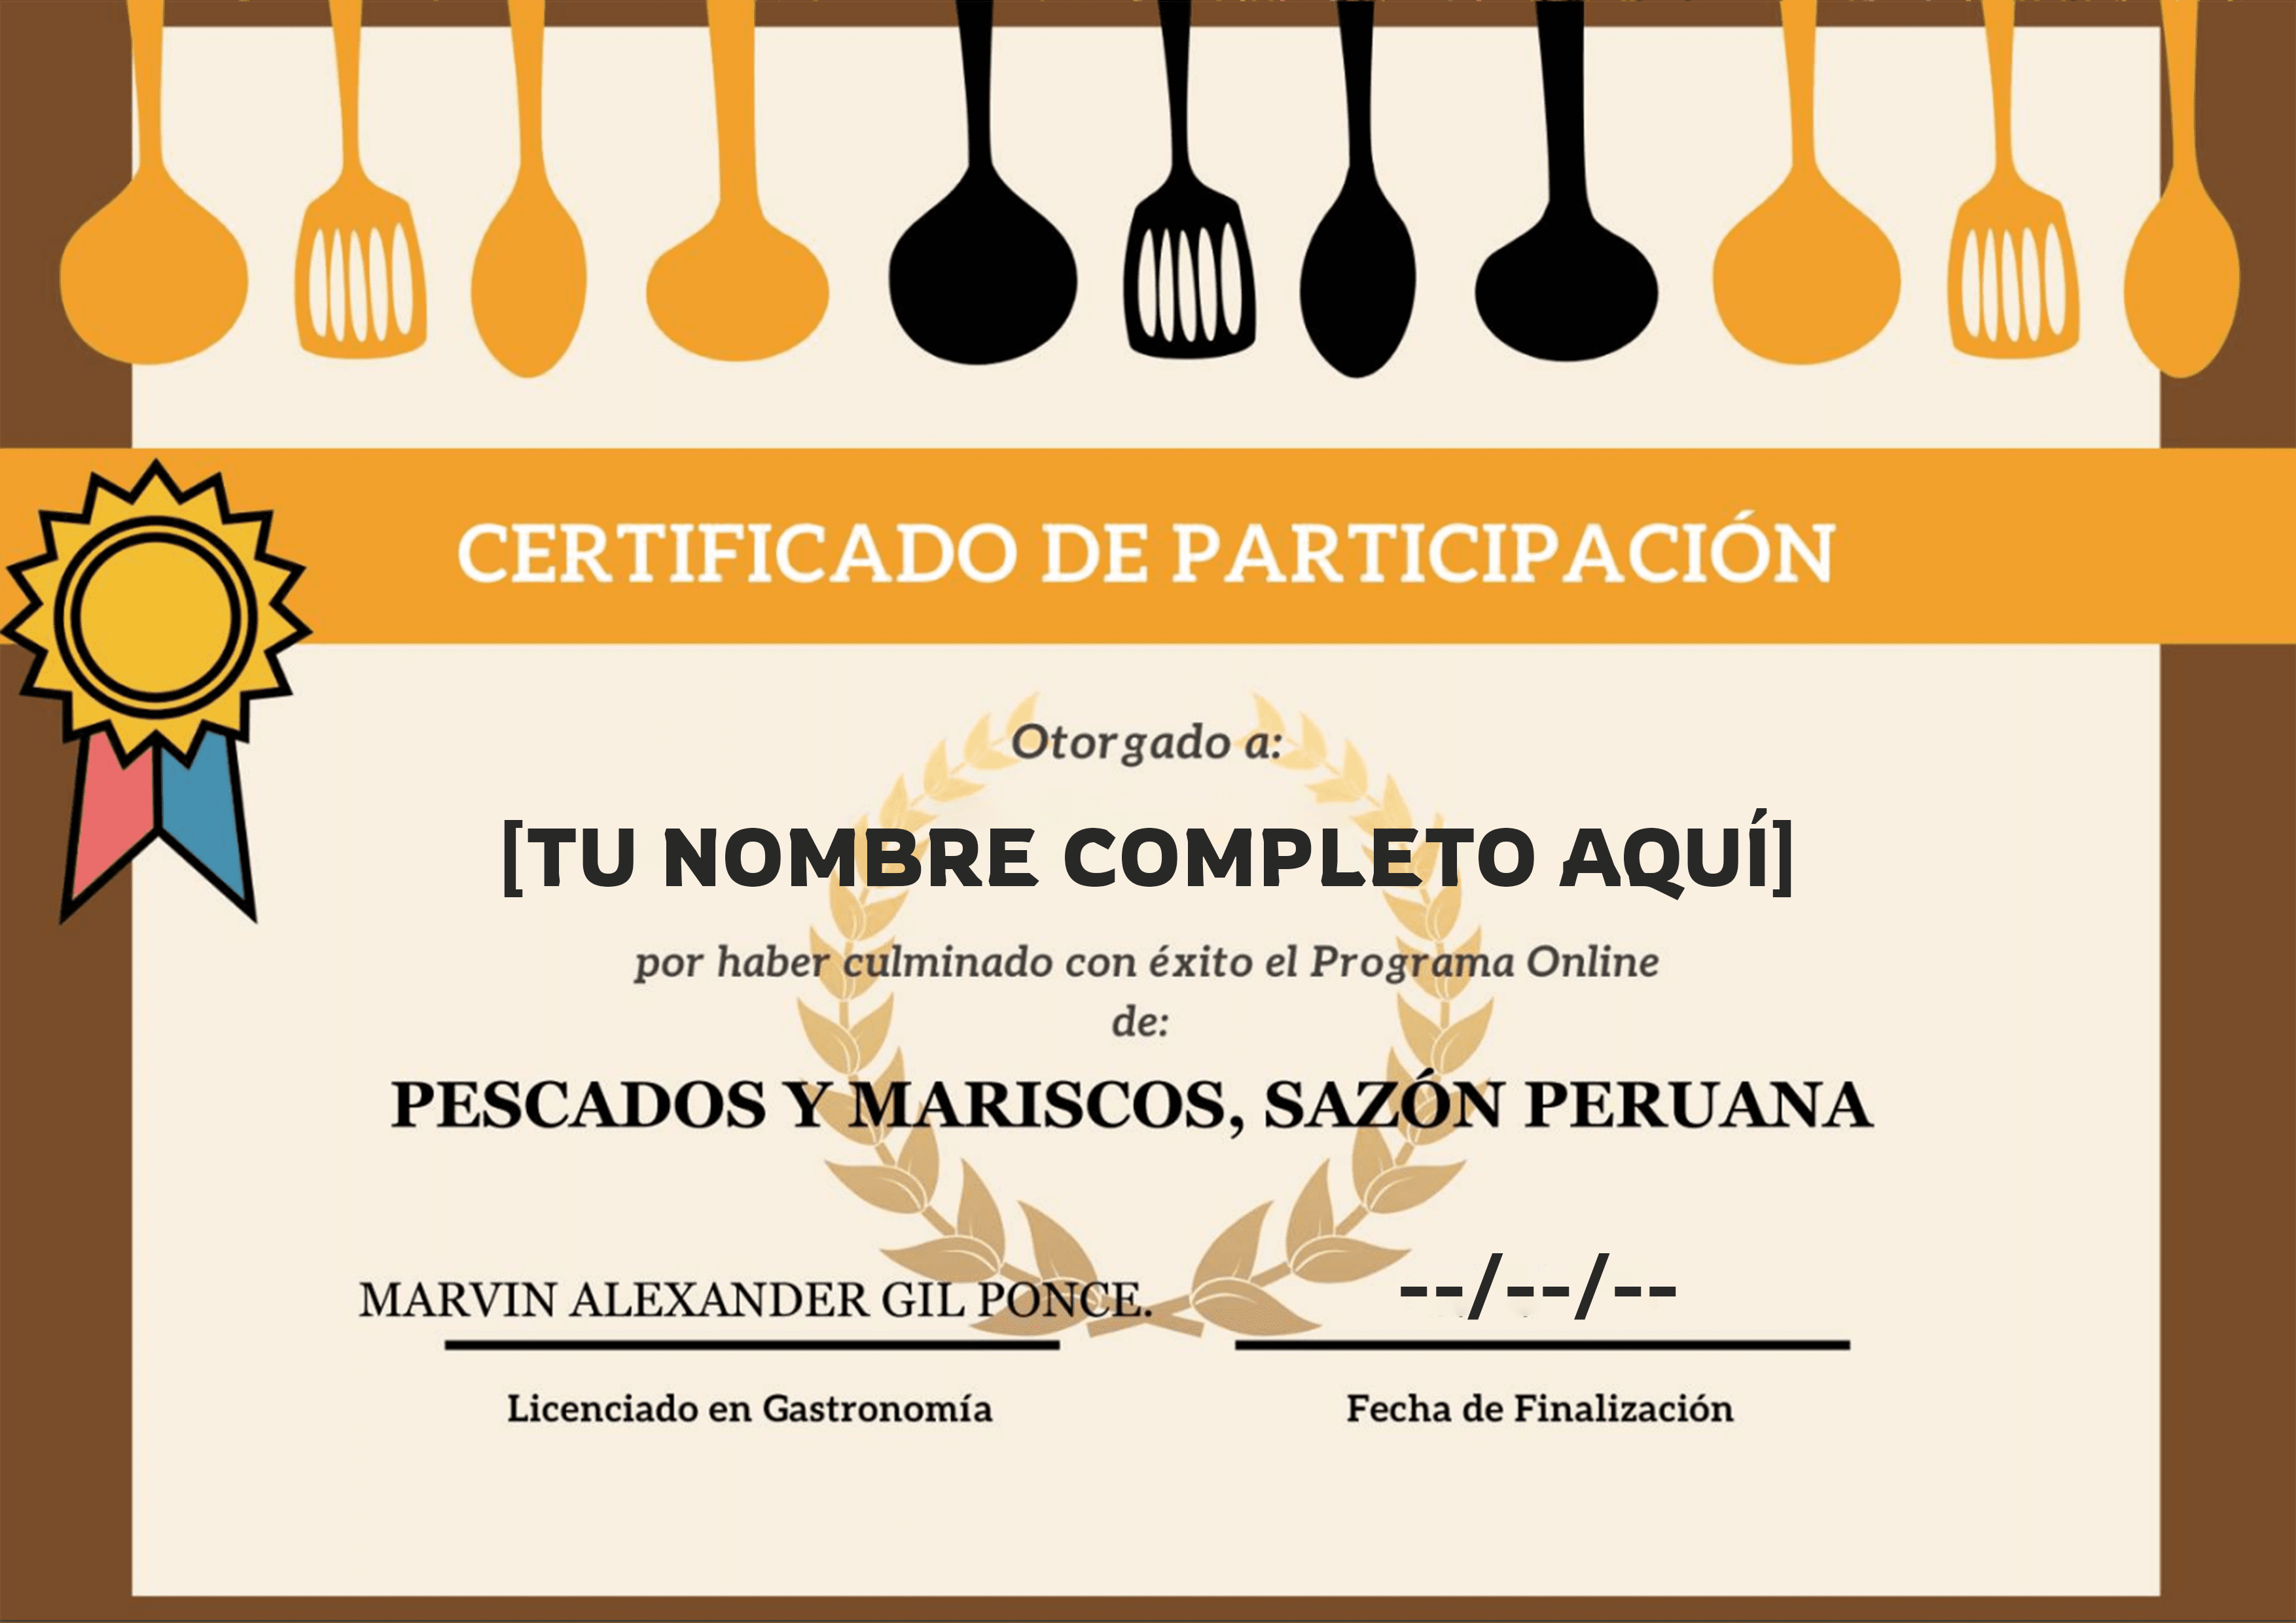 CERTIFICADO DE PARTICIPACIÓN
Otorgado a:
[TU NOMBRE COMPLETO AQUÍ]
por haber culminado con éxito el Programa Online
de:
PESCADOS Y MARISCOS, SAZÓN PERUANA
MARVIN ALEXANDER GIL PONCE.
--/--/--
Licenciado en Gastronomía
Fecha de Finalización